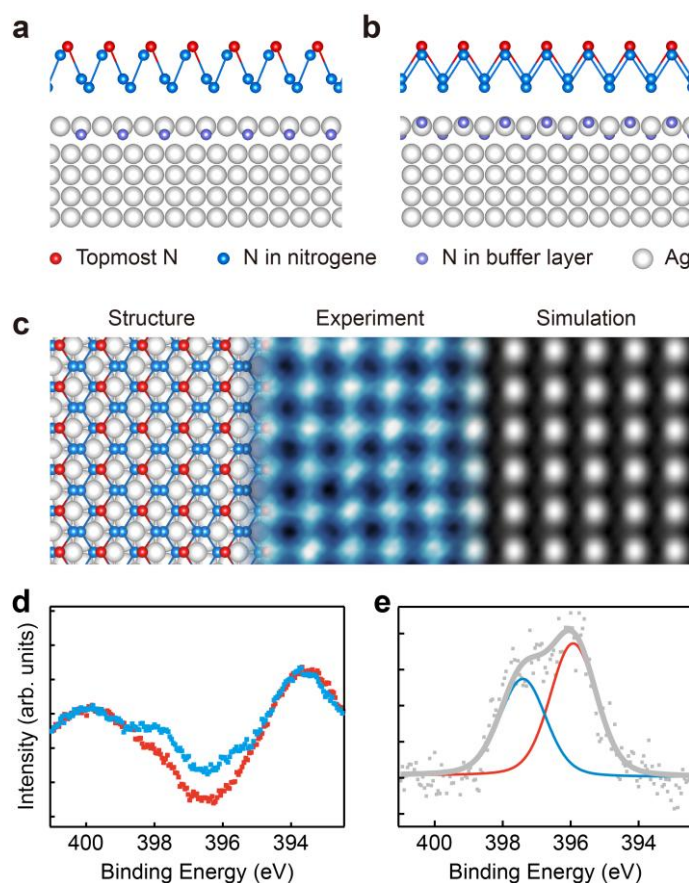 a
b
Topmost N
N in nitrogene
N in buffer layer
Ag
c
Structure
Experiment
Simulation
d
e
Intensity (arb. units)
400
398
396
394
400
398
396
394
Binding Energy (eV)
Binding Energy (eV)